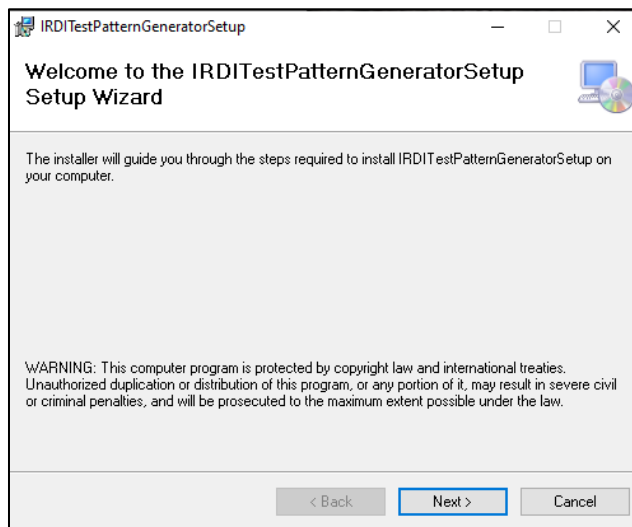 IRDITestPatternGeneratorSetup
Welcome to the IRDITestPatternGeneratorSetup
Setup Wizard
The installer will guide you through the steps required to install IRDITestPatternGeneratorSetup on
your computer.
WARNING: This computer program is protected by copyright law and international treaties.
Unauthorized duplication or distribution of this program, or any portion of it, may result in severe civil
or criminal penalties, and will be prosecuted to the maximum extent possible under the law.
< Back
Next >
Cancel